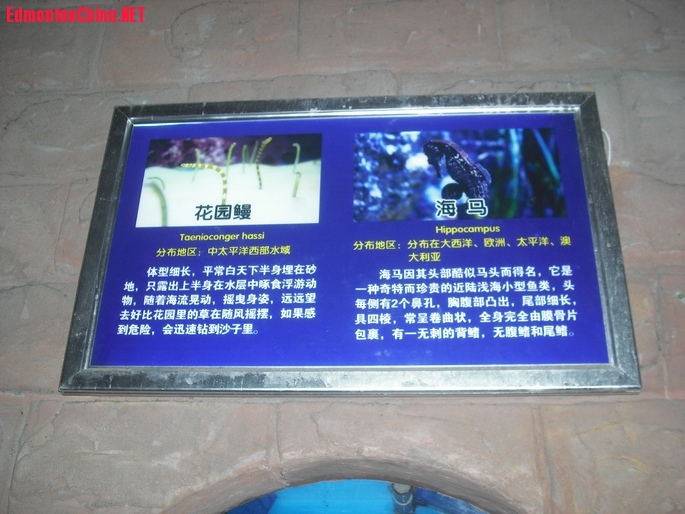 EdmontonChina.NET
花园鳗
Taenioconger hassi
分布地区：中太平洋西部水域
体型细长，平常白天下半身埋在砂
地，只露出上半身在水层中啄食浮游动
物，随着海流晃动，摇曳身姿，远远望
去好比花园里的草在随风摇摆，如果感
到危险，会迅速钻到沙子里。
海马
Hippocampus
分布地区：分布在大西洋、欧洲、太平洋、澳
大利亚
海马因其头部酷似马头而得名，它是
一种奇特而珍贵的近陆浅海小型鱼类，头
每侧有2个鼻孔，胸腹部凸出，尾部细长，
具四棱，常呈卷曲状，全身完全由膜骨片
包裹，有一无刺的背鳍，无腹鳍和尾鳍。